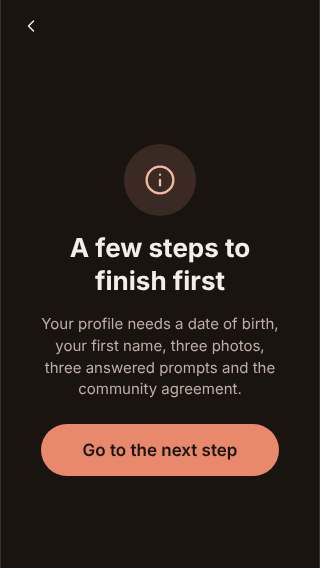 A few steps to
finish first
Your profile needs a date of birth,
your first name, three photos,
three answered prompts and the
community agreement.
Go to the next step